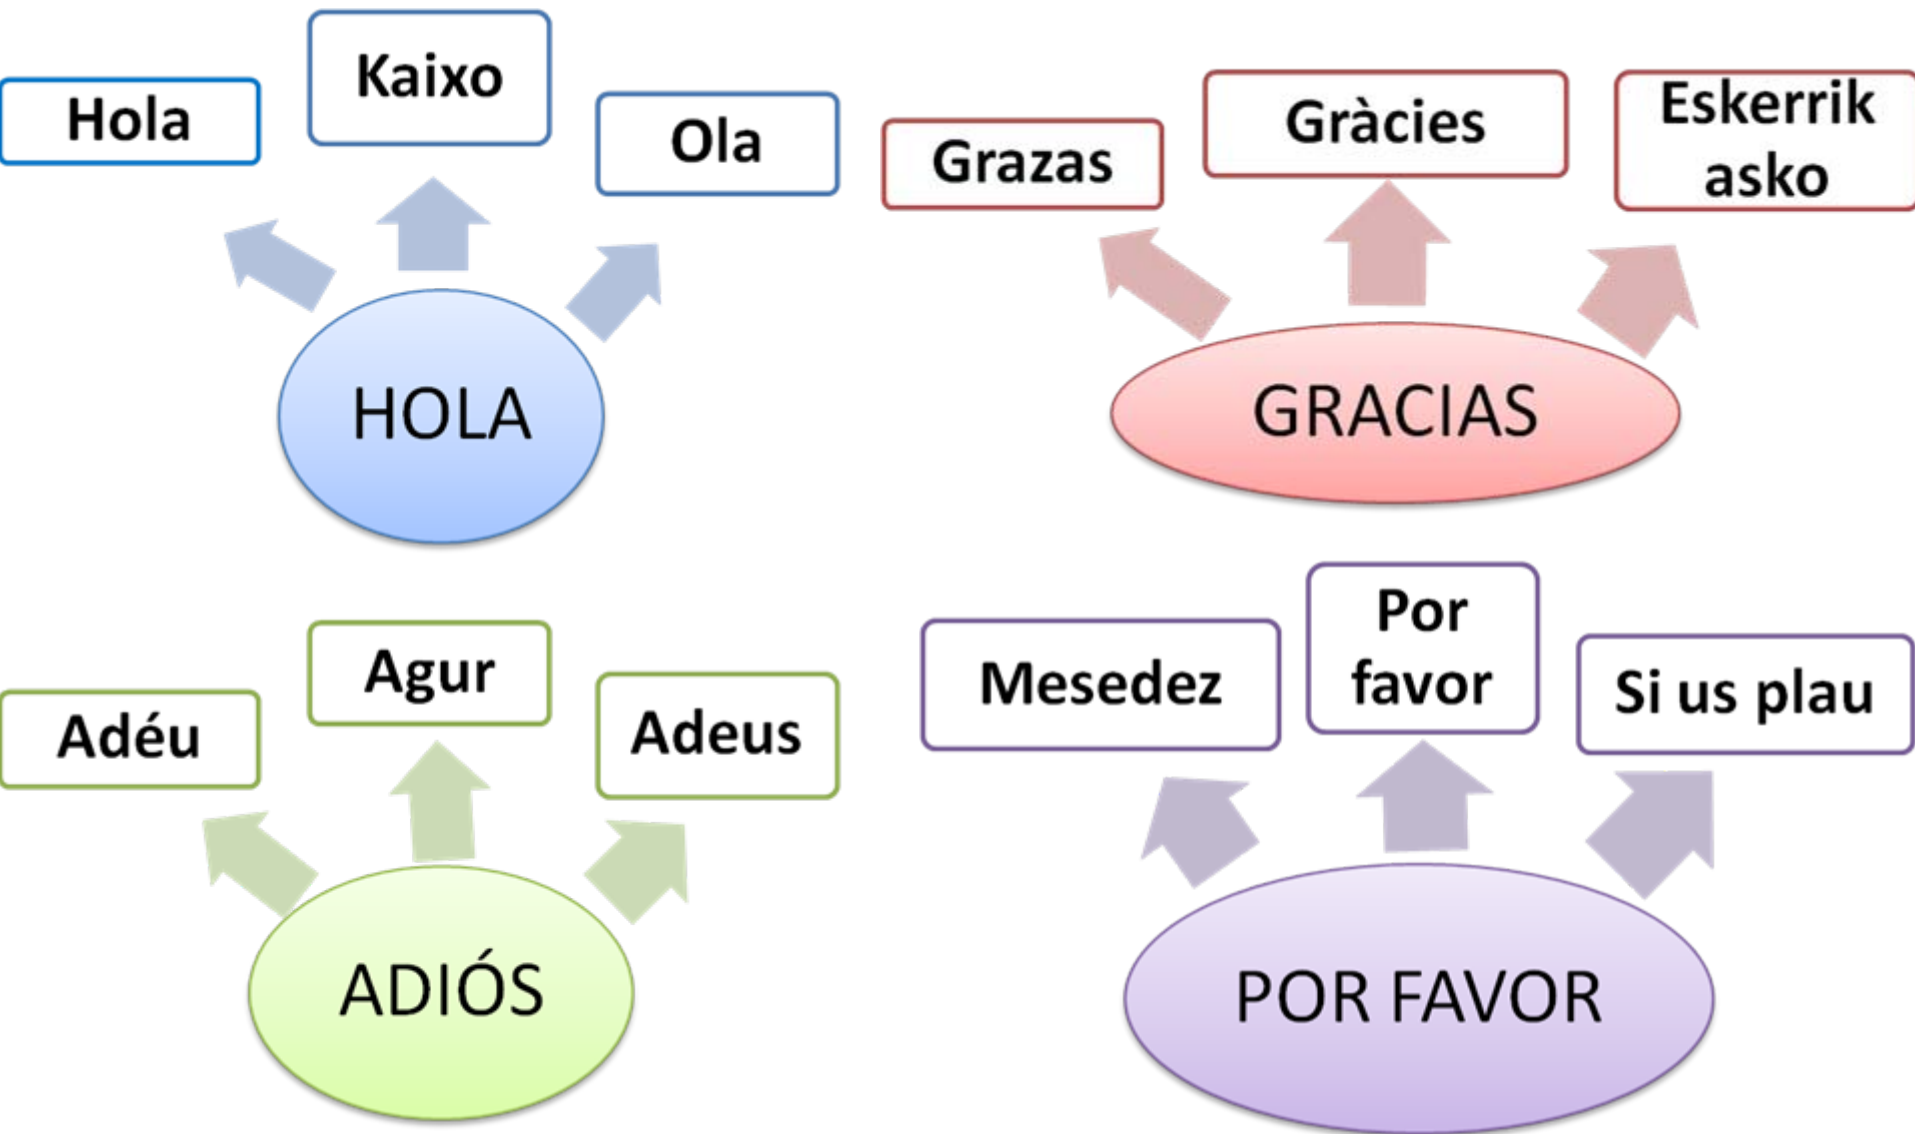 Hola
Kaixo
Ola
HOLA
Grazas
Gràcies
Eskerrik
asko
GRACIAS
Adéu
Agur
Adeus
ADIÓS
Mesedez
Por
favor
Si us plau
POR FAVOR